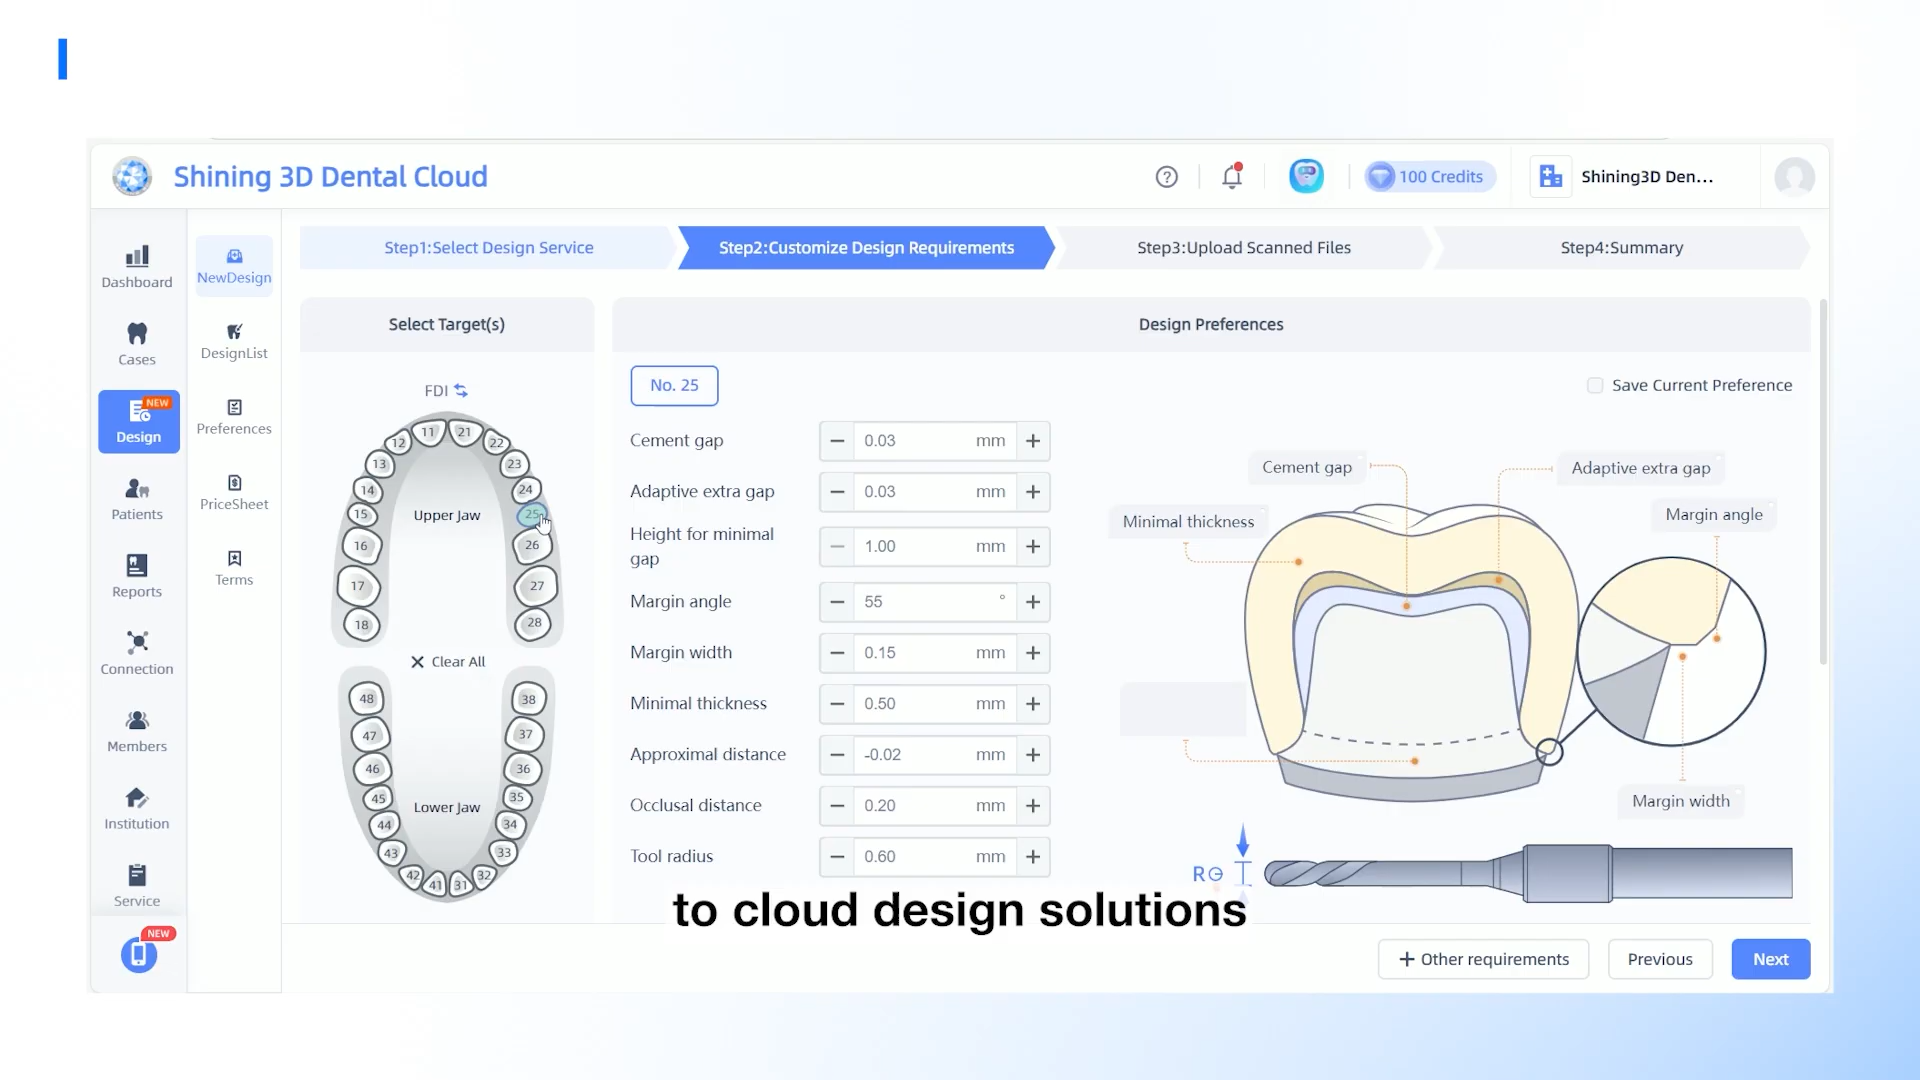 Shining 3D Dental Cloud
100 Credits
Shining3D Den...
Dashboard
Cases
NEW
Design
Patients
Reports
Connection
Members
Institution
Service
NEW
NewDesign
DesignList
Preferences
PriceSheet
Terms
Step1:Select Design Service
Step2:Customize Design Requirements
Step3:Upload Scanned Files
Step4:Summary
Select Target(s)
FDI
11 21
12 22
13 23
14 24
15 Upper Jaw 25
16 26
17 27
18 28
Clear All
48 38
47 37
46 36
45 35
Lower Jaw
44 34
43 33
42 32
41 31
Design Preferences
No. 25
Save Current Preference
Cement gap 0.03 mm
Adaptive extra gap 0.03 mm
Height for minimal
gap 1.00 mm
Margin angle 55 °
Margin width 0.15 mm
Minimal thickness 0.50 mm
Approximal distance -0.02 mm
Occlusal distance 0.20 mm
Tool radius 0.60 mm
Cement gap
Adaptive extra gap
Minimal thickness
Margin angle
Margin width
R
to cloud design solutions
Other requirements
Previous
Next